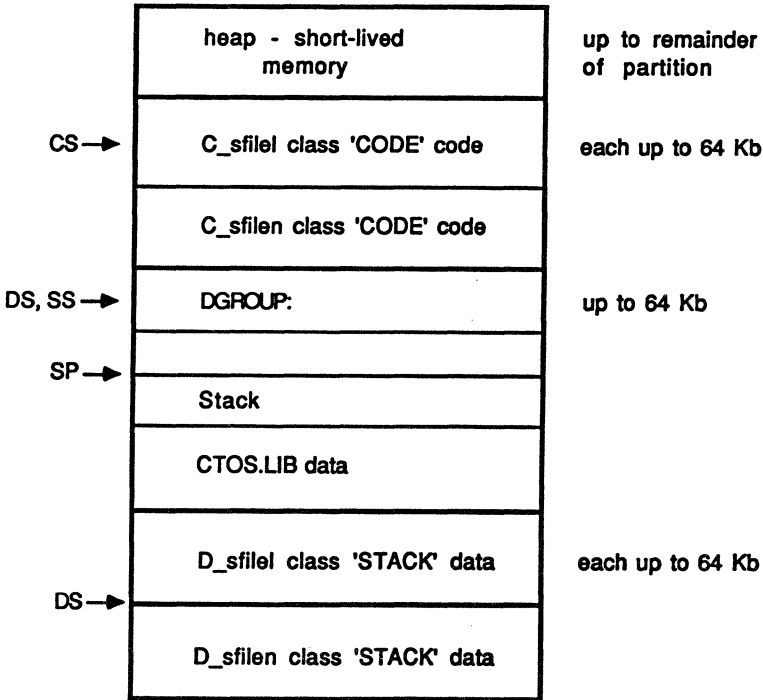 heap - short-lived
memory
up to remainder
of partition
CS
C_sfilel class 'CODE' code
each up to 64 Kb
C_sfilen class 'CODE' code
DS, SS
DGROUP:
up to 64 Kb
SP
Stack
CTOS.LIB data
D_sfilel class 'STACK' data
each up to 64 Kb
DS
D_sfilen class 'STACK' data